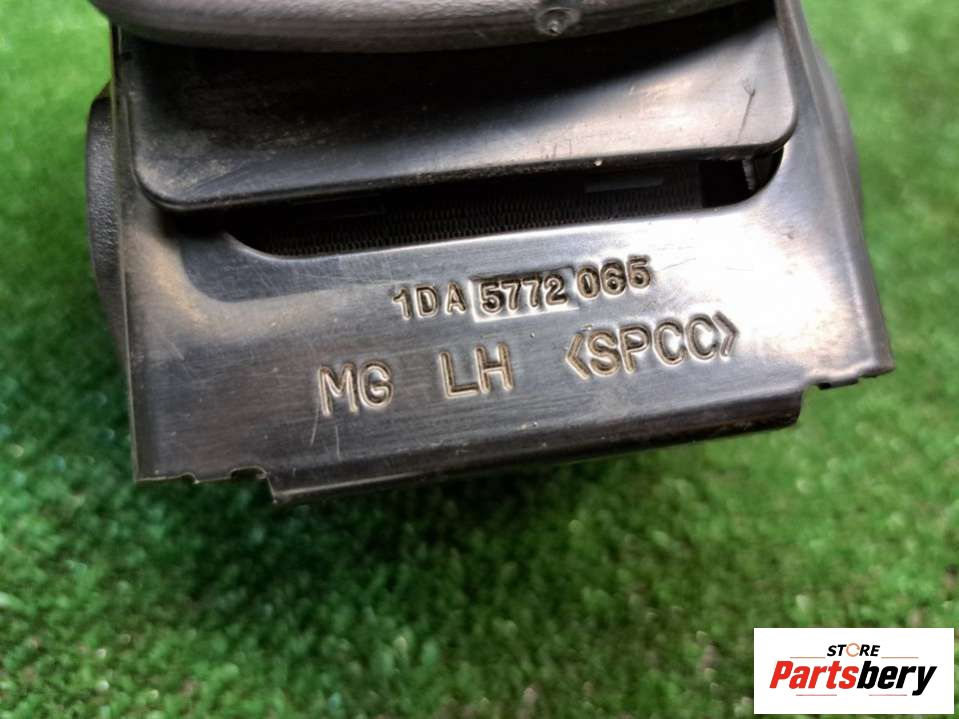 1DA 5772 065
MG LH <SPCC>
STORE
Partsbery